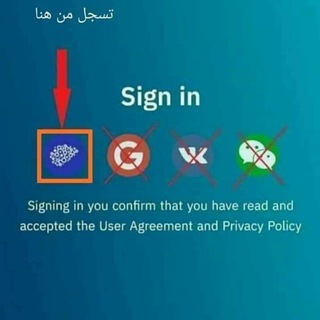 تسجل من هنا
Sign in
Signing in you confirm that you have read and
accepted the User Agreement and Privacy Policy